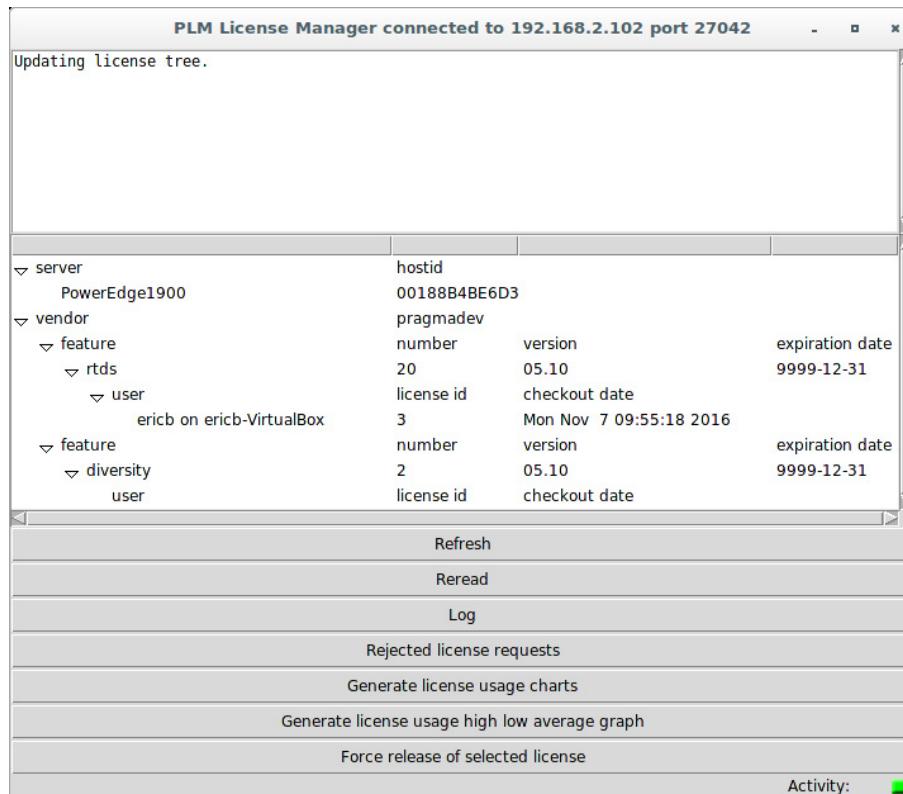 PLM License Manager connected to 192.168.2.102 port 27042
Updating license tree.
server hostid
PowerEdge1900 00188B4BE6D3
vendor pragmadev
feature number version expiration date
rtds 20 05.10 9999-12-31
user license id checkout date
ericb on ericb-VirtualBox 3 Mon Nov 7 09:55:18 2016
feature number version expiration date
diversity 2 05.10 9999-12-31
user license id checkout date
Refresh
Reread
Log
Rejected license requests
Generate license usage charts
Generate license usage high low average graph
Force release of selected license
Activity: